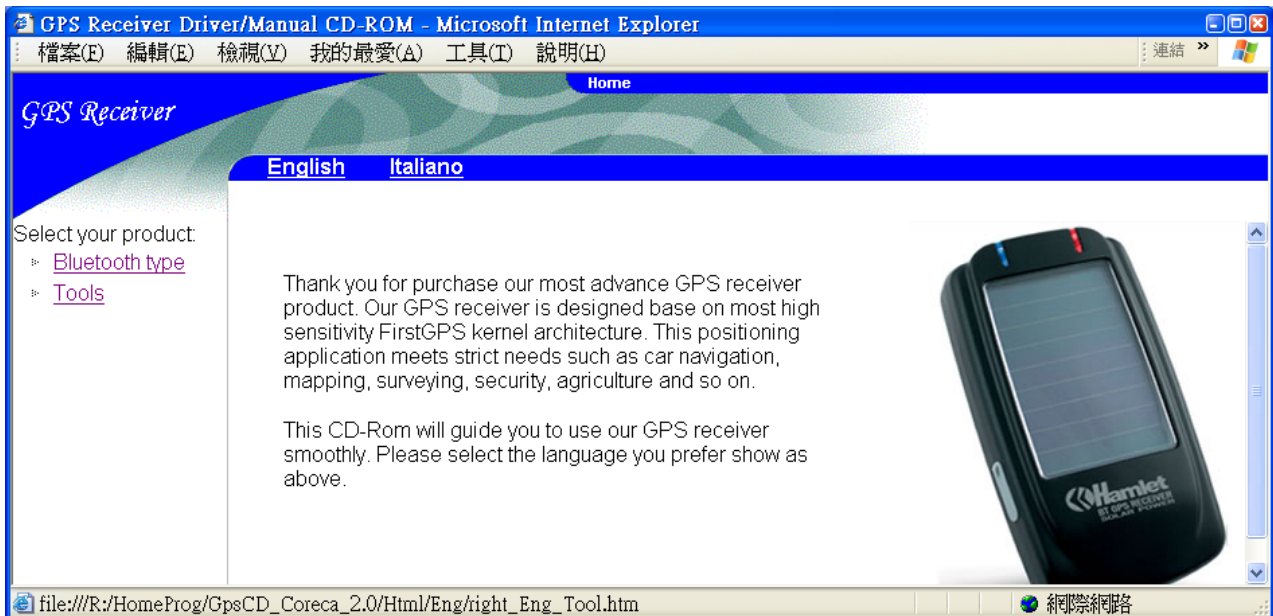 GPS Receiver Driver/Manual CD-ROM - Microsoft Internet Explorer
檔案(F) 編輯(E) 檢視(V) 我的最愛(A) 工具(T) 說明(H) 連結 »
Home
GPS Receiver
English Italiano
Select your product:
Bluetooth type
Tools
Thank you for purchase our most advance GPS receiver
product. Our GPS receiver is designed base on most high
sensitivity FirstGPS kernel architecture. This positioning
application meets strict needs such as car navigation,
mapping, surveying, security, agriculture and so on.
This CD-Rom will guide you to use our GPS receiver
smoothly. Please select the language you prefer show as
above.
Hamlet
BT GPS RECEIVER
SOLAR POWER
file:///R:/HomeProg/GpsCD_Coreca_2.0/Html/Eng/right_Eng_Tool.htm
網際網路